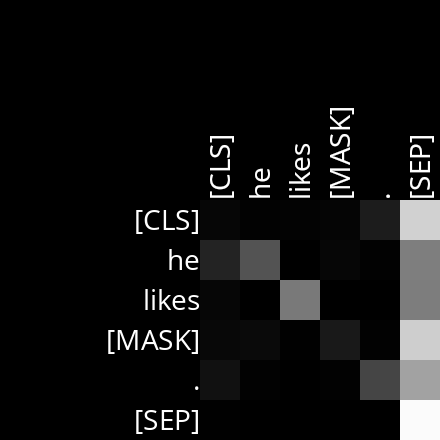 [CLS] he likes [MASK] . [SEP]
[CLS]
he
likes
[MASK]
.
[SEP]